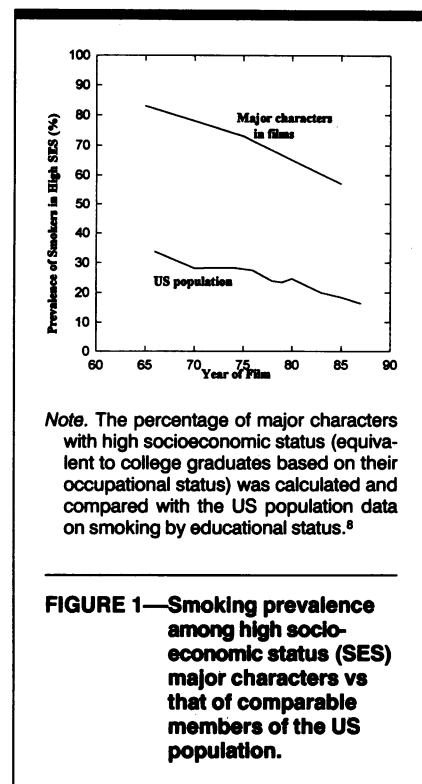 100
90
80
70
60
50
40
30
20
10
0
Prevalence of Smokers in High SES (%)
Major characters
in films
US population
60 65 70 75 80 85 90
Year of Film
Note. The percentage of major characters
with high socioeconomic status (equiva-
lent to college graduates based on their
occupational status) was calculated and
compared with the US population data
on smoking by educational status.⁸
FIGURE 1—Smoking prevalence
among high socio-
economic status (SES)
major characters vs
that of comparable
members of the US
population.